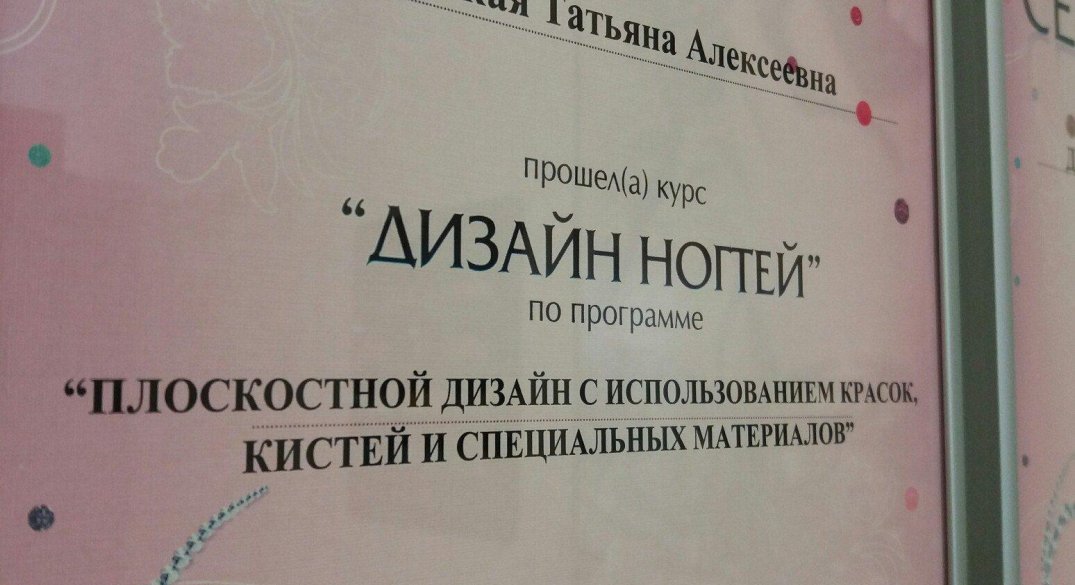 Татьяна Алексеевна
прошел(а) курс
“ДИЗАЙН НОГТЕЙ”
по программе
“ПЛОСКОСТНОЙ ДИЗАЙН С ИСПОЛЬЗОВАНИЕМ КРАСОК,
КИСТЕЙ И СПЕЦИАЛЬНЫХ МАТЕРИАЛОВ”